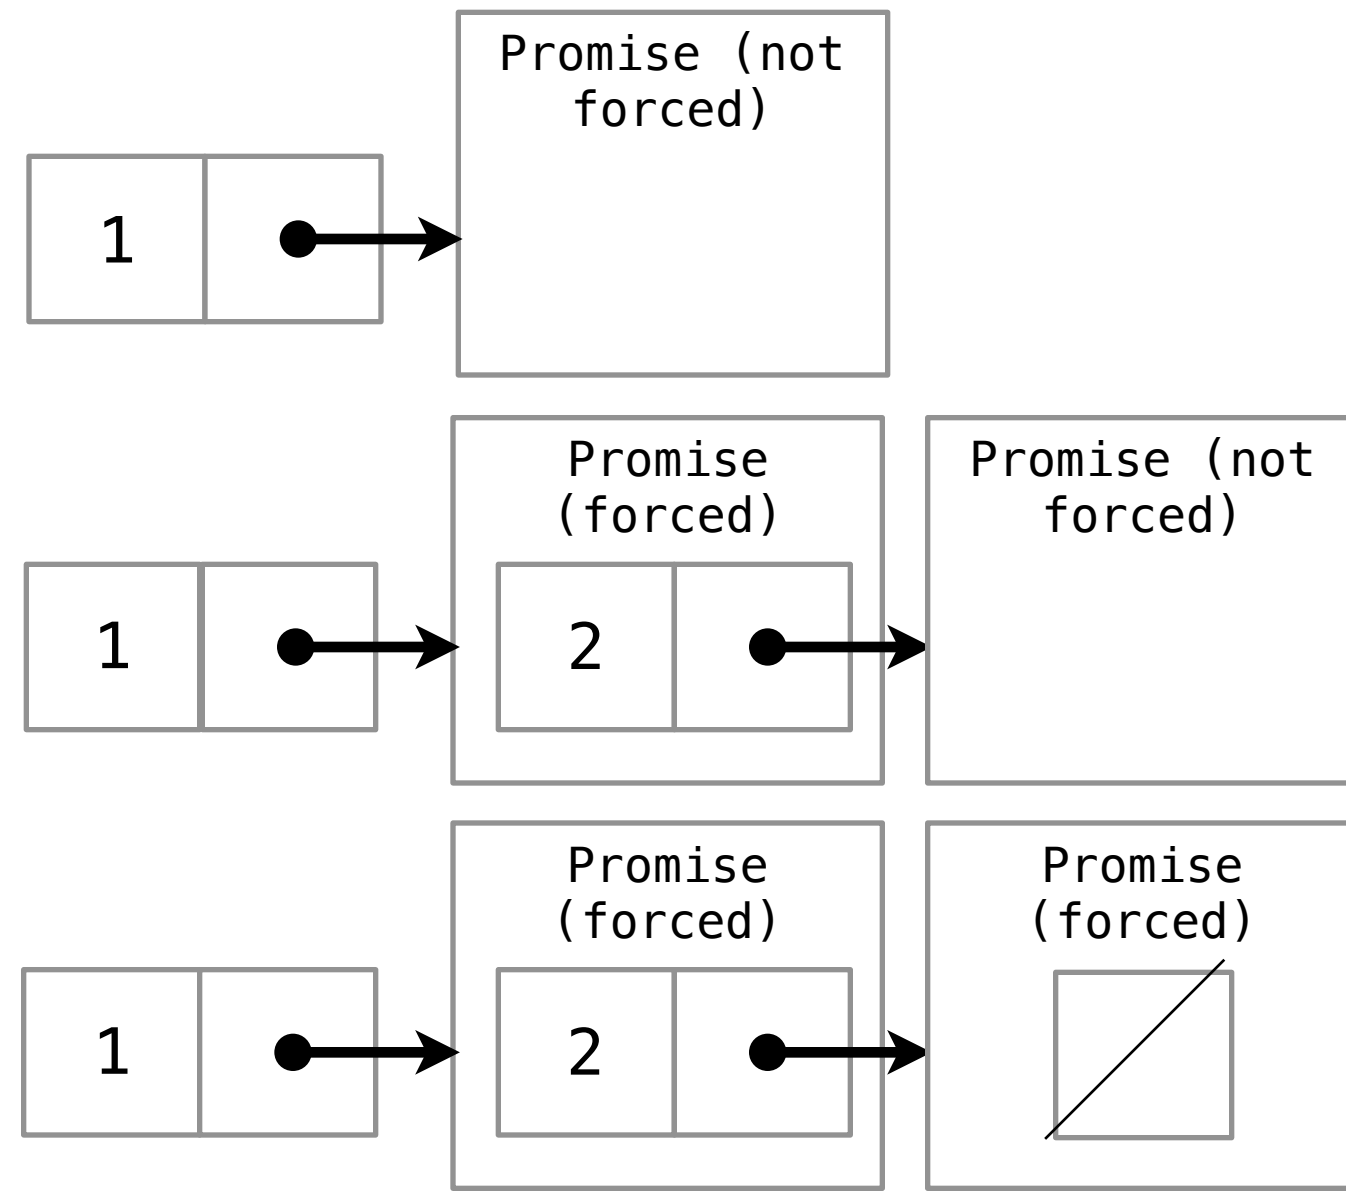 Promise (not
forced)
1
Promise
(forced)
Promise (not
forced)
1
2
Promise
(forced)
Promise
(forced)
1
2